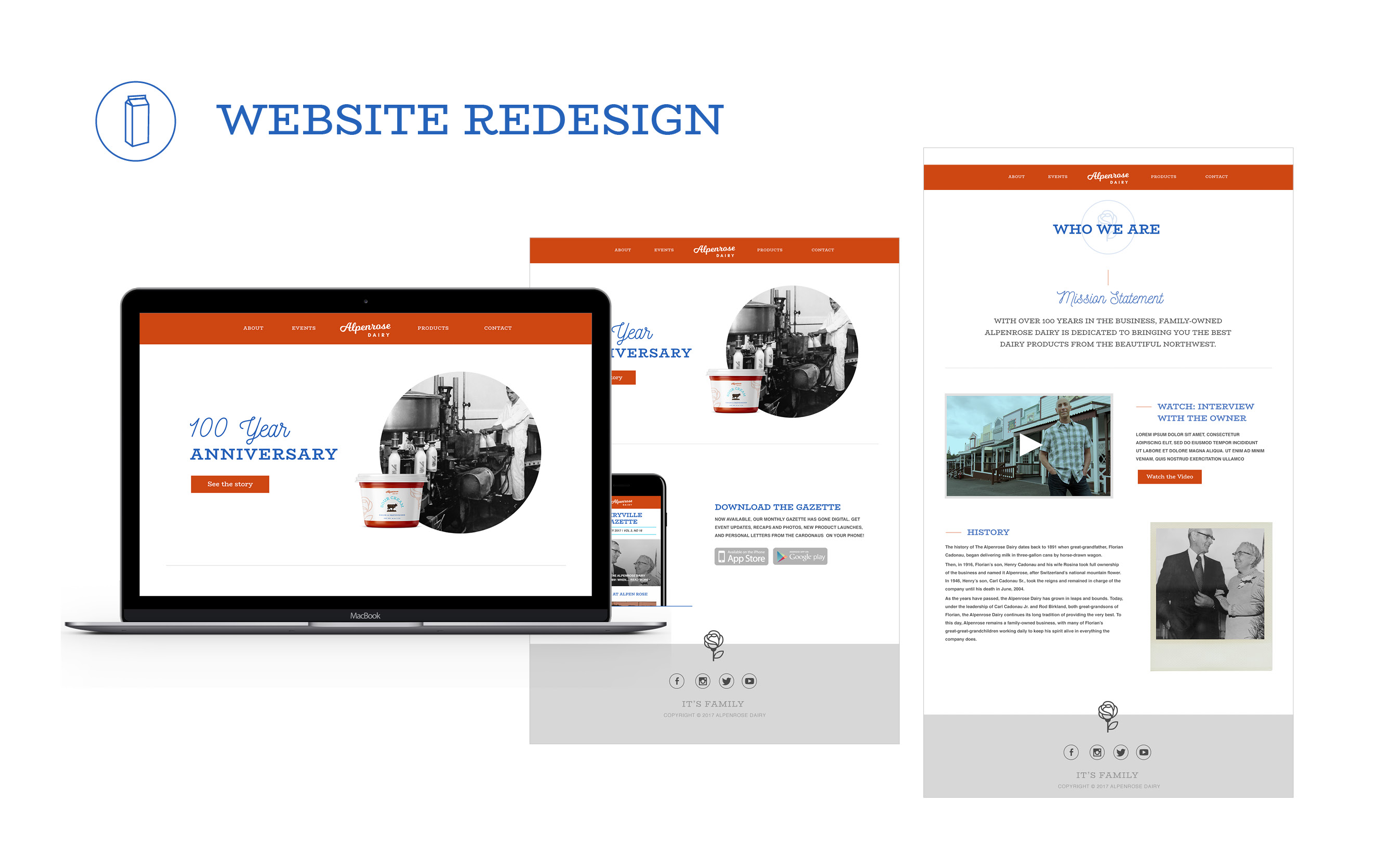 WEBSITE REDESIGN
ABOUT EVENTS Alpenrose PRODUCTS CONTACT
DAIRY
100 Year
ANNIVERSARY
See the story
MacBook
ABOUT EVENTS Alpenrose PRODUCTS CONTACT
DAIRY
Year
IVERSARY
ory
Alpenrose
RYVILLE
AZETTE
AT ALPEN ROSE
DOWNLOAD THE GAZETTE
NOW AVAILABLE, OUR MONTHLY GAZETTE HAS GONE DIGITAL, GET
EVENT UPDATES, RECAPS AND PHOTOS, NEW PRODUCT LAUNCHES,
AND PERSONAL LETTERS FROM THE CARDONAUS ON YOUR PHONE!
Available on the iPhone
App Store
Google play
IT'S FAMILY
COPYRIGHT © 2017 ALPENROSE DAIRY
ABOUT EVENTS Alpenrose PRODUCTS CONTACT
DAIRY
WHO WE ARE
Mission Statement
WITH OVER 100 YEARS IN THE BUSINESS, FAMILY-OWNED
ALPENROSE DAIRY IS DEDICATED TO BRINGING YOU THE BEST
DAIRY PRODUCTS FROM THE BEAUTIFUL NORTHWEST.
WATCH: INTERVIEW
WITH THE OWNER
LOREM IPSUM DOLOR SIT AMET, CONSECTETUR
ADIPISCING ELIT, SED DO EIUSMOD TEMPOR INCIDIDUNT
UT LABORE ET DOLORE MAGNA ALIQUA. UT ENIM AD MINIM
VENIAM, QUIS NOSTRUD EXERCITATION ULLAMCO
Watch the Video
HISTORY
The history of The Alpenrose Dairy dates back to 1891 when great-grandfather, Florian
Cadonau, began delivering milk in three-gallon cans by horse-drawn wagon.
Then, in 1916, Florian's son, Henry Cadonau and his wife Rosina took full ownership
of the business and named it Alpenrose, after Switzerland's national mountain flower.
In 1946, Henry's son, Carl Cadonau Sr., took the reigns and remained in charge of the
company until his death in June, 2004.
As the years have passed, the Alpenrose Dairy has grown in leaps and bounds. Today,
under the leadership of Carl Cadonau Jr. and Rod Birkland, both great-grandsons of
Florian, the Alpenrose Dairy continues its long tradition of providing the very best. To
this day, Alpenrose remains a family-owned business, with many of Florian's
great-great-grandchildren working daily to keep his spirit alive in everything the
company does.
IT'S FAMILY
COPYRIGHT © 2017 ALPENROSE DAIRY